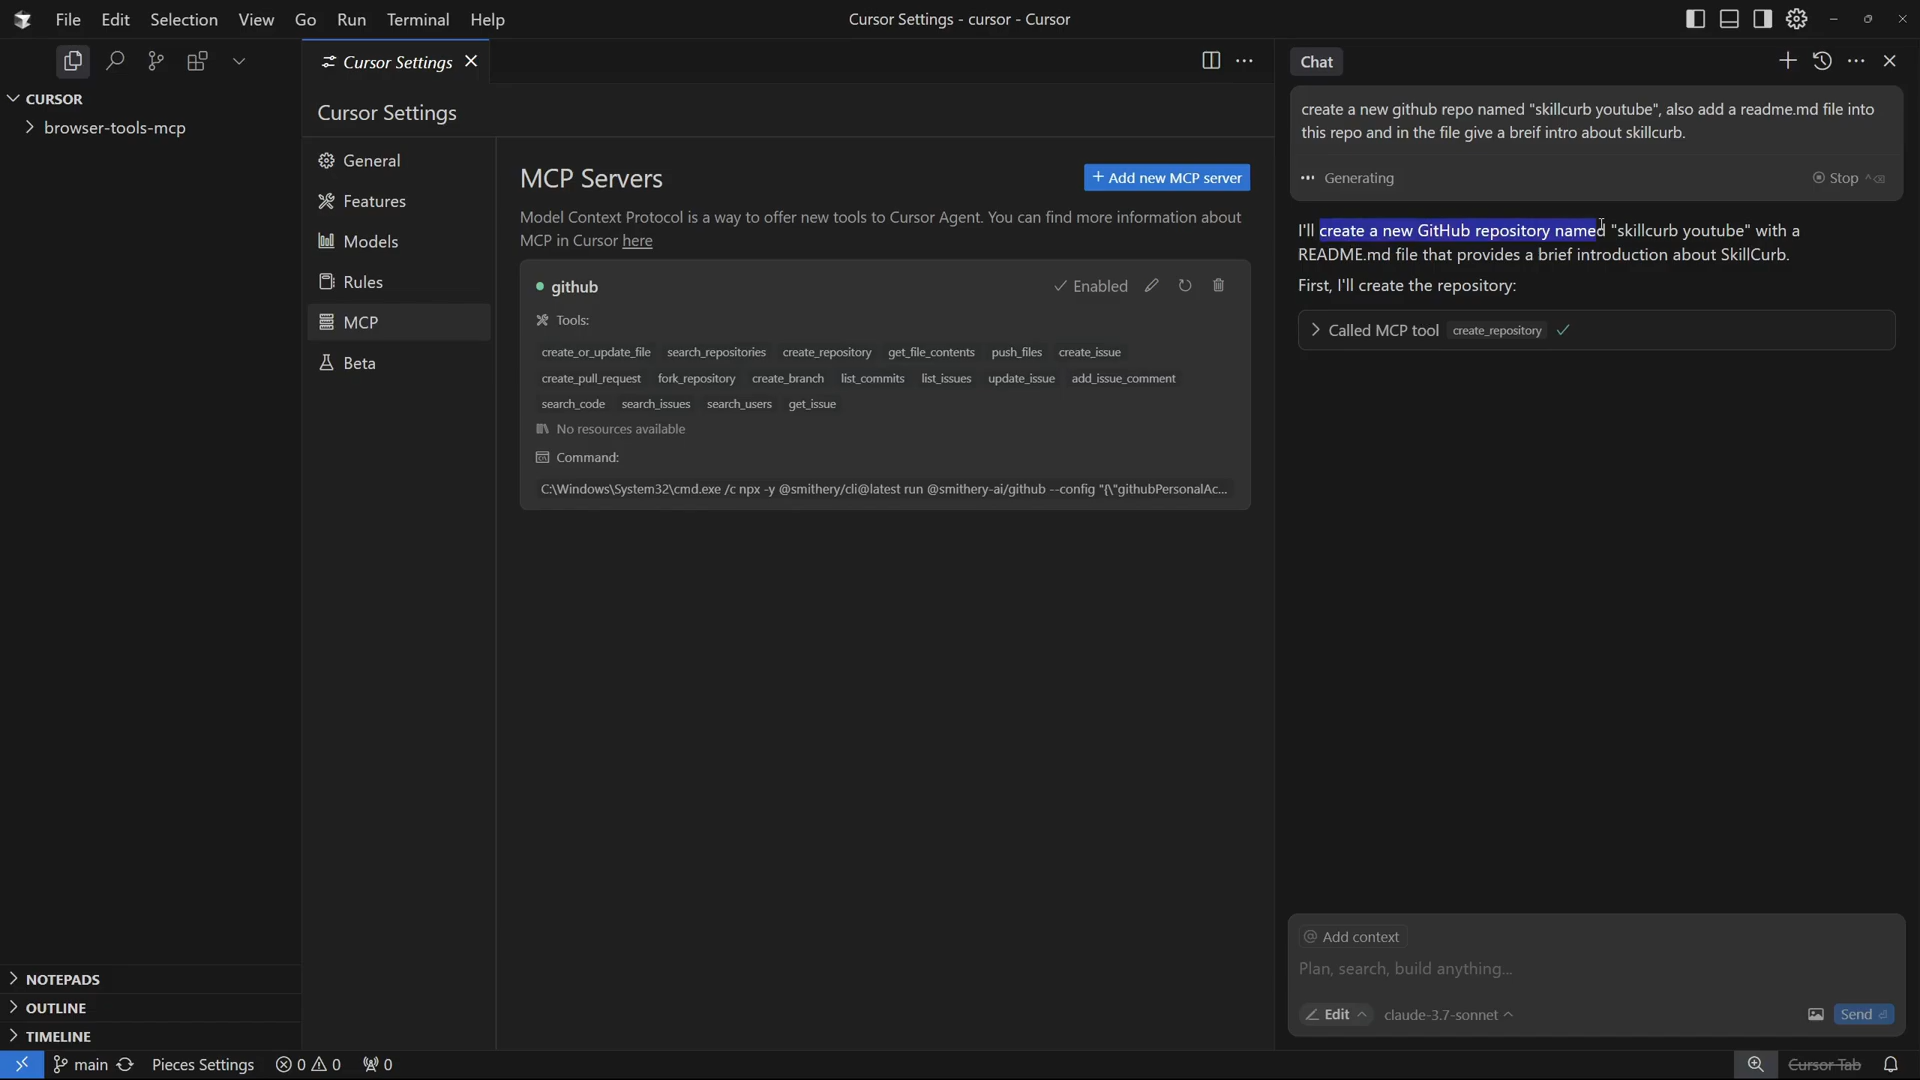 File Edit Selection View Go Run Terminal Help
Cursor Settings - cursor - Cursor
CURSOR
browser-tools-mcp
NOTEPADS
OUTLINE
TIMELINE
Cursor Settings
Cursor Settings
General
Features
Models
Rules
MCP
Beta
MCP Servers
+ Add new MCP server
Model Context Protocol is a way to offer new tools to Cursor Agent. You can find more information about
MCP in Cursor here
github
Enabled
Tools:
create_or_update_file search_repositories create_repository get_file_contents push_files create_issue
create_pull_request fork_repository create_branch list_commits list_issues update_issue add_issue_comment
search_code search_issues search_users get_issue
No resources available
Command:
C:\Windows\System32\cmd.exe /c npx -y @smithery/cli@latest run @smithery-ai/github --config "{\"githubPersonalAc...
Chat
create a new github repo named "skillcurb youtube", also add a readme.md file into
this repo and in the file give a breif intro about skillcurb.
Generating
Stop
I'll create a new GitHub repository named "skillcurb youtube" with a
README.md file that provides a brief introduction about SkillCurb.
First, I'll create the repository:
Called MCP tool create_repository
@ Add context
Plan, search, build anything...
Edit claude-3.7-sonnet
Send
main Pieces Settings 0 0 0
Cursor Tab